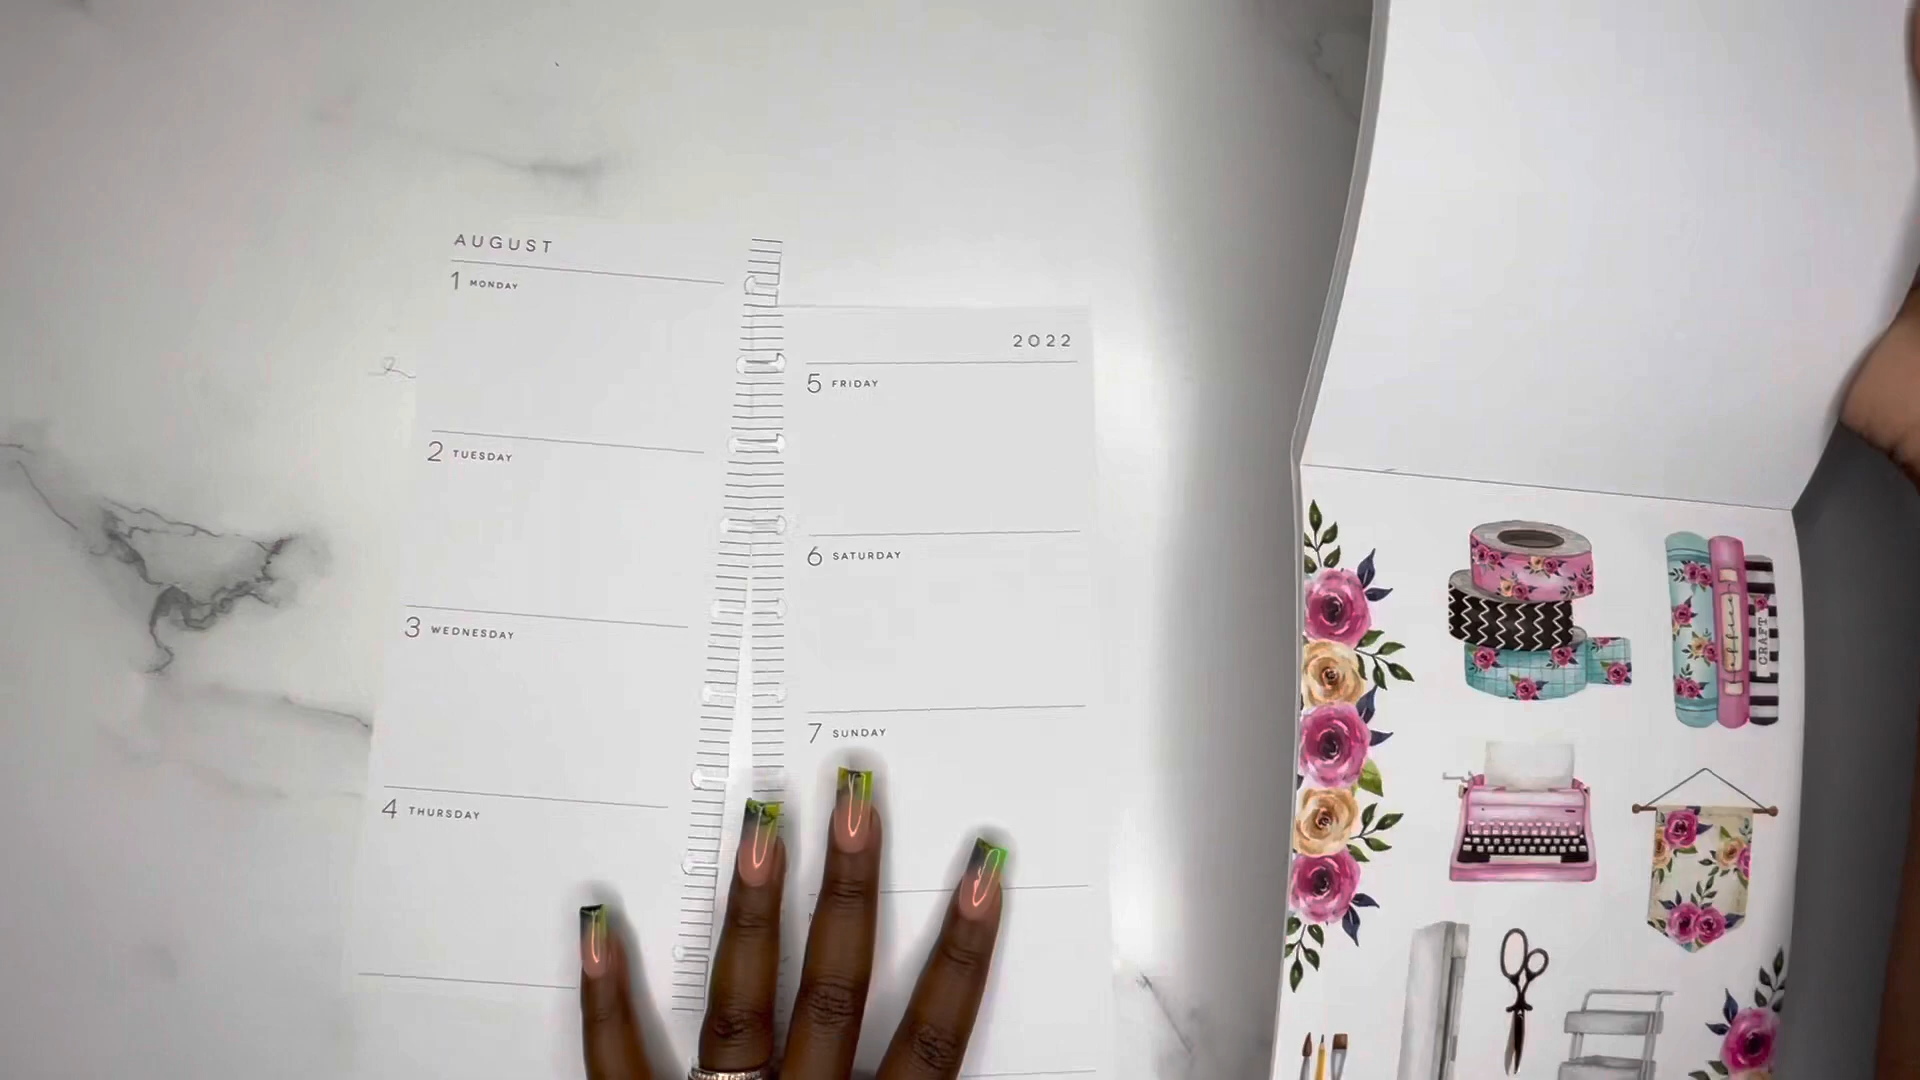 AUGUST
1 MONDAY
2 TUESDAY
3 WEDNESDAY
4 THURSDAY
2022
5 FRIDAY
6 SATURDAY
7 SUNDAY
CRAFT